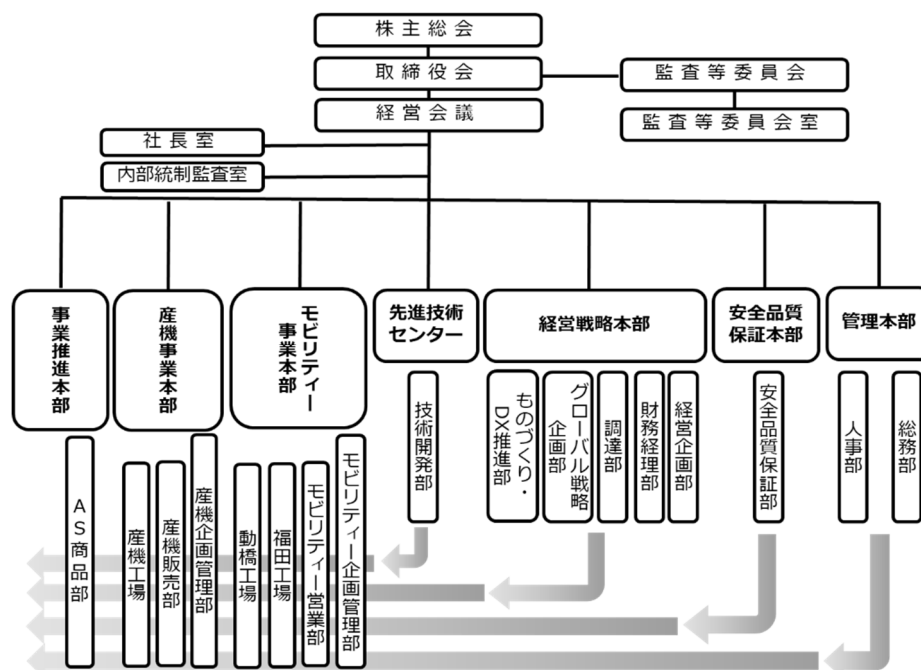 株主総会
取締役会
監査等委員会
経営会議
監査等委員会室
社長室
内部統制監査室
事業推進本部
産機事業本部
モビリティー
事業本部
先進技術
センター
経営戦略本部
安全品質
保証本部
管理本部
AS商品部
産機工場
産機販売部
産機企画管理部
動橋工場
福田工場
モビリティー営業部
モビリティー企画管理部
技術開発部
ものづくり・
DX推進部
グローバル戦略
企画部
調達部
財務経理部
経営企画部
安全品質保証部
人事部
総務部